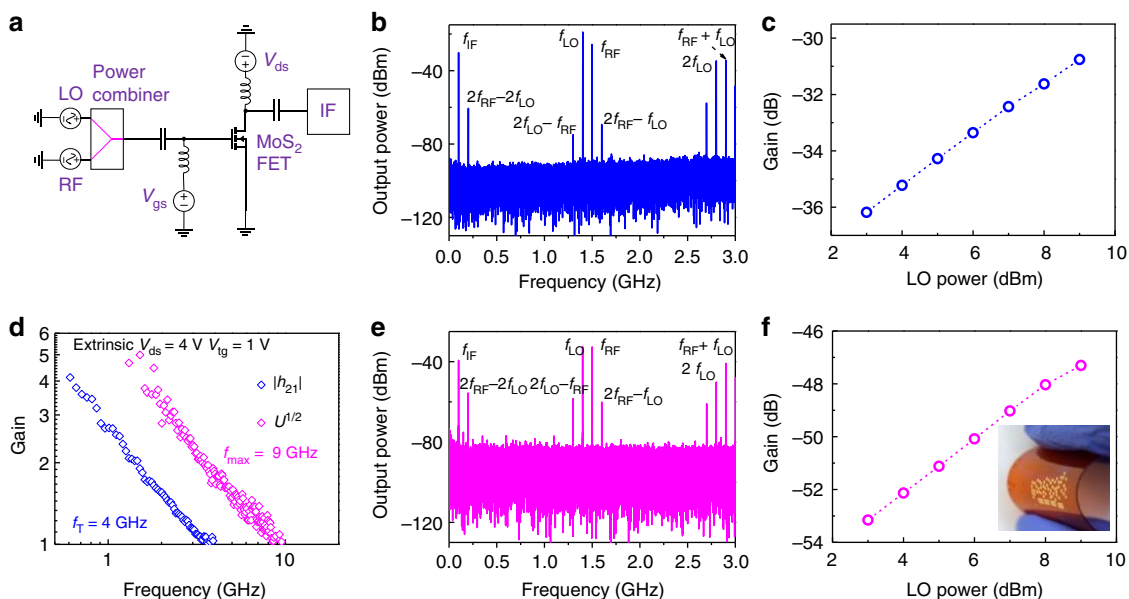 a
LO
Power
combiner
RF
V_gs
V_ds
MoS_2
FET
IF
b
Output power (dBm)
–40
–80
–120
f_IF
f_LO
f_RF
f_RF + f_LO
2f_LO
2f_RF–2f_LO
2f_LO– f_RF
2f_RF– f_LO
0.0 0.5 1.0 1.5 2.0 2.5 3.0
Frequency (GHz)
c
Gain (dB)
–30
–32
–34
–36
2 4 6 8 10
LO power (dBm)
d
Gain
6
5
4
3
2
1
Extrinsic V_ds = 4 V V_tg = 1 V
|h_21|
U^1/2
f_max = 9 GHz
f_T = 4 GHz
1 10
Frequency (GHz)
e
Output power (dBm)
–40
–80
–120
f_IF
f_LO
f_RF
f_RF+ f_LO
2 f_LO
2f_RF–2f_LO 2f_LO–f_RF
2f_RF–f_LO
0.0 0.5 1.0 1.5 2.0 2.5 3.0
Frequency (GHz)
f
Gain (dB)
–46
–48
–50
–52
–54
2 4 6 8 10
LO power (dBm)